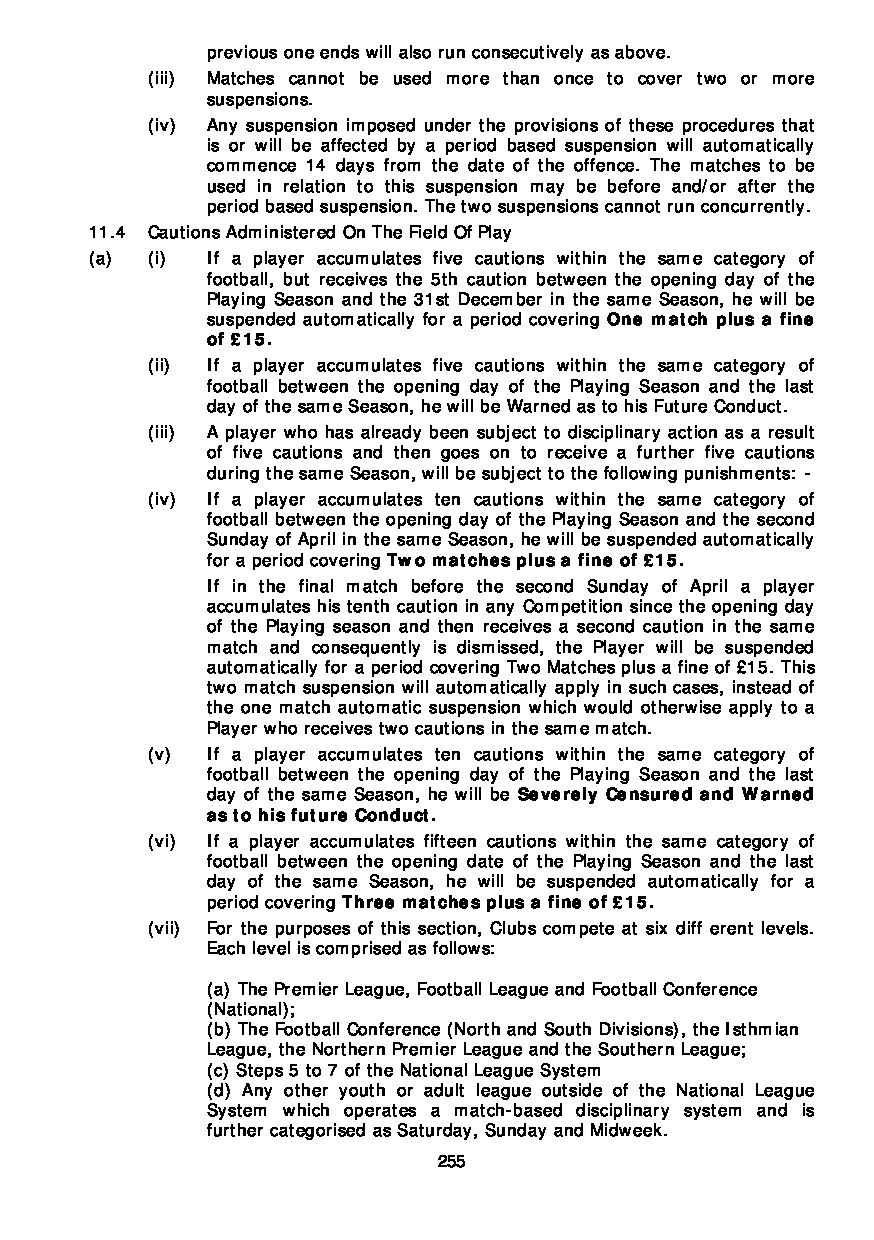 previous one ends will also run consecutively as above.
(iii) Matches cannot be used more than once to cover two or more
suspensions.
(iv) Any suspension imposed under the provisions of these procedures that
is or will be affected by a period based suspension will automatically
commence 14 days from the date of the offence. The matches to be
used in relation to this suspension may be before and/or after the
period based suspension. The two suspensions cannot run concurrently.
11.4 Cautions Administered On The Field Of Play
(a) (i) If a player accumulates five cautions within the same category of
football, but receives the 5th caution between the opening day of the
Playing Season and the 31st December in the same Season, he will be
suspended automatically for a period covering One match plus a fine
of £15.
(ii) If a player accumulates five cautions within the same category of
football between the opening day of the Playing Season and the last
day of the same Season, he will be Warned as to his Future Conduct.
(iii) A player who has already been subject to disciplinary action as a result
of five cautions and then goes on to receive a further five cautions
during the same Season, will be subject to the following punishments: -
(iv) If a player accumulates ten cautions within the same category of
football between the opening day of the Playing Season and the second
Sunday of April in the same Season, he will be suspended automatically
for a period covering Two matches plus a fine of £15.
If in the final match before the second Sunday of April a player
accumulates his tenth caution in any Competition since the opening day
of the Playing season and then receives a second caution in the same
match and consequently is dismissed, the Player will be suspended
automatically for a period covering Two Matches plus a fine of £15. This
two match suspension will automatically apply in such cases, instead of
the one match automatic suspension which would otherwise apply to a
Player who receives two cautions in the same match.
(v) If a player accumulates ten cautions within the same category of
football between the opening day of the Playing Season and the last
day of the same Season, he will be Severely Censured and Warned
as to his future Conduct.
(vi) If a player accumulates fifteen cautions within the same category of
football between the opening date of the Playing Season and the last
day of the same Season, he will be suspended automatically for a
period covering Three matches plus a fine of £15.
(vii) For the purposes of this section, Clubs compete at six diff erent levels.
Each level is comprised as follows:
(a) The Premier League, Football League and Football Conference
(National);
(b) The Football Conference (North and South Divisions), the Isthmian
League, the Northern Premier League and the Southern League;
(c) Steps 5 to 7 of the National League System
(d) Any other youth or adult league outside of the National League
System which operates a match-based disciplinary system and is
further categorised as Saturday, Sunday and Midweek.
255